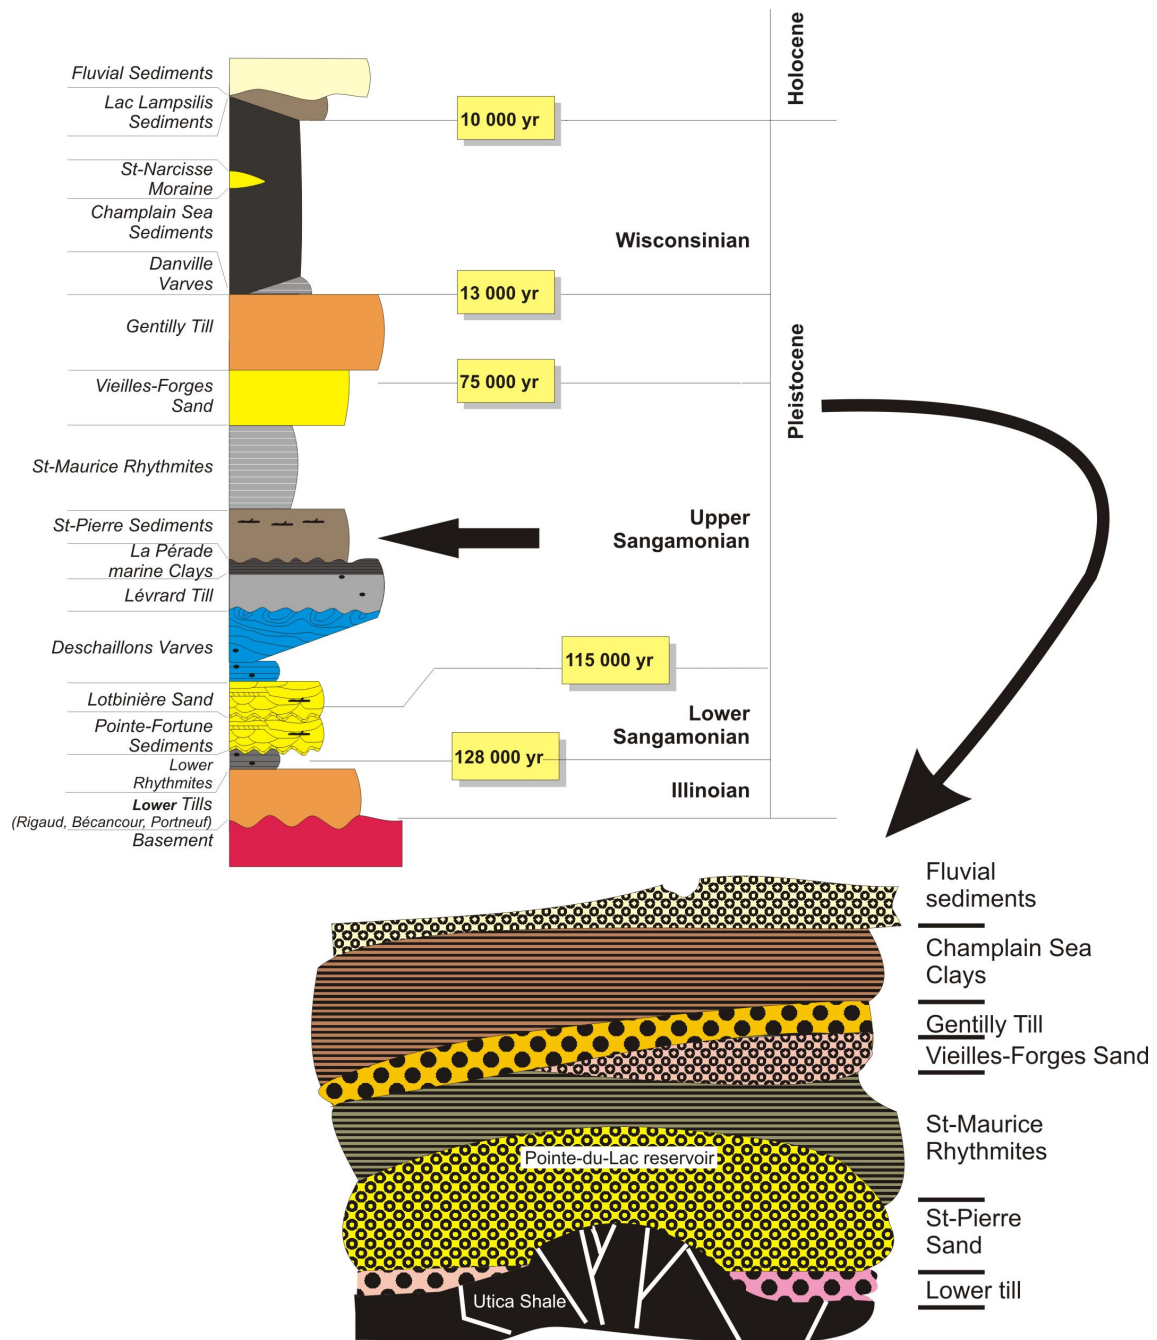 Fluvial Sediments
Lac Lampsilis
Sediments
St-Narcisse
Moraine
Champlain Sea
Sediments
Danville
Varves
Gentilly Till
Vieilles-Forges
Sand
St-Maurice Rhythmites
St-Pierre Sediments
La Pérade
marine Clays
Lévrard Till
Deschaillons Varves
Lotbinière Sand
Pointe-Fortune
Sediments
Lower
Rhythmites
Lower Tills
(Rigaud, Bécancour, Portneuf)
Basement
10 000 yr
13 000 yr
75 000 yr
115 000 yr
128 000 yr
Wisconsinian
Upper
Sangamonian
Lower
Sangamonian
Illinoian
Holocene
Pleistocene
Fluvial
sediments
Champlain Sea
Clays
Gentilly Till
Vieilles-Forges Sand
St-Maurice
Rhythmites
St-Pierre
Sand
Lower till
Pointe-du-Lac reservoir
Utica Shale